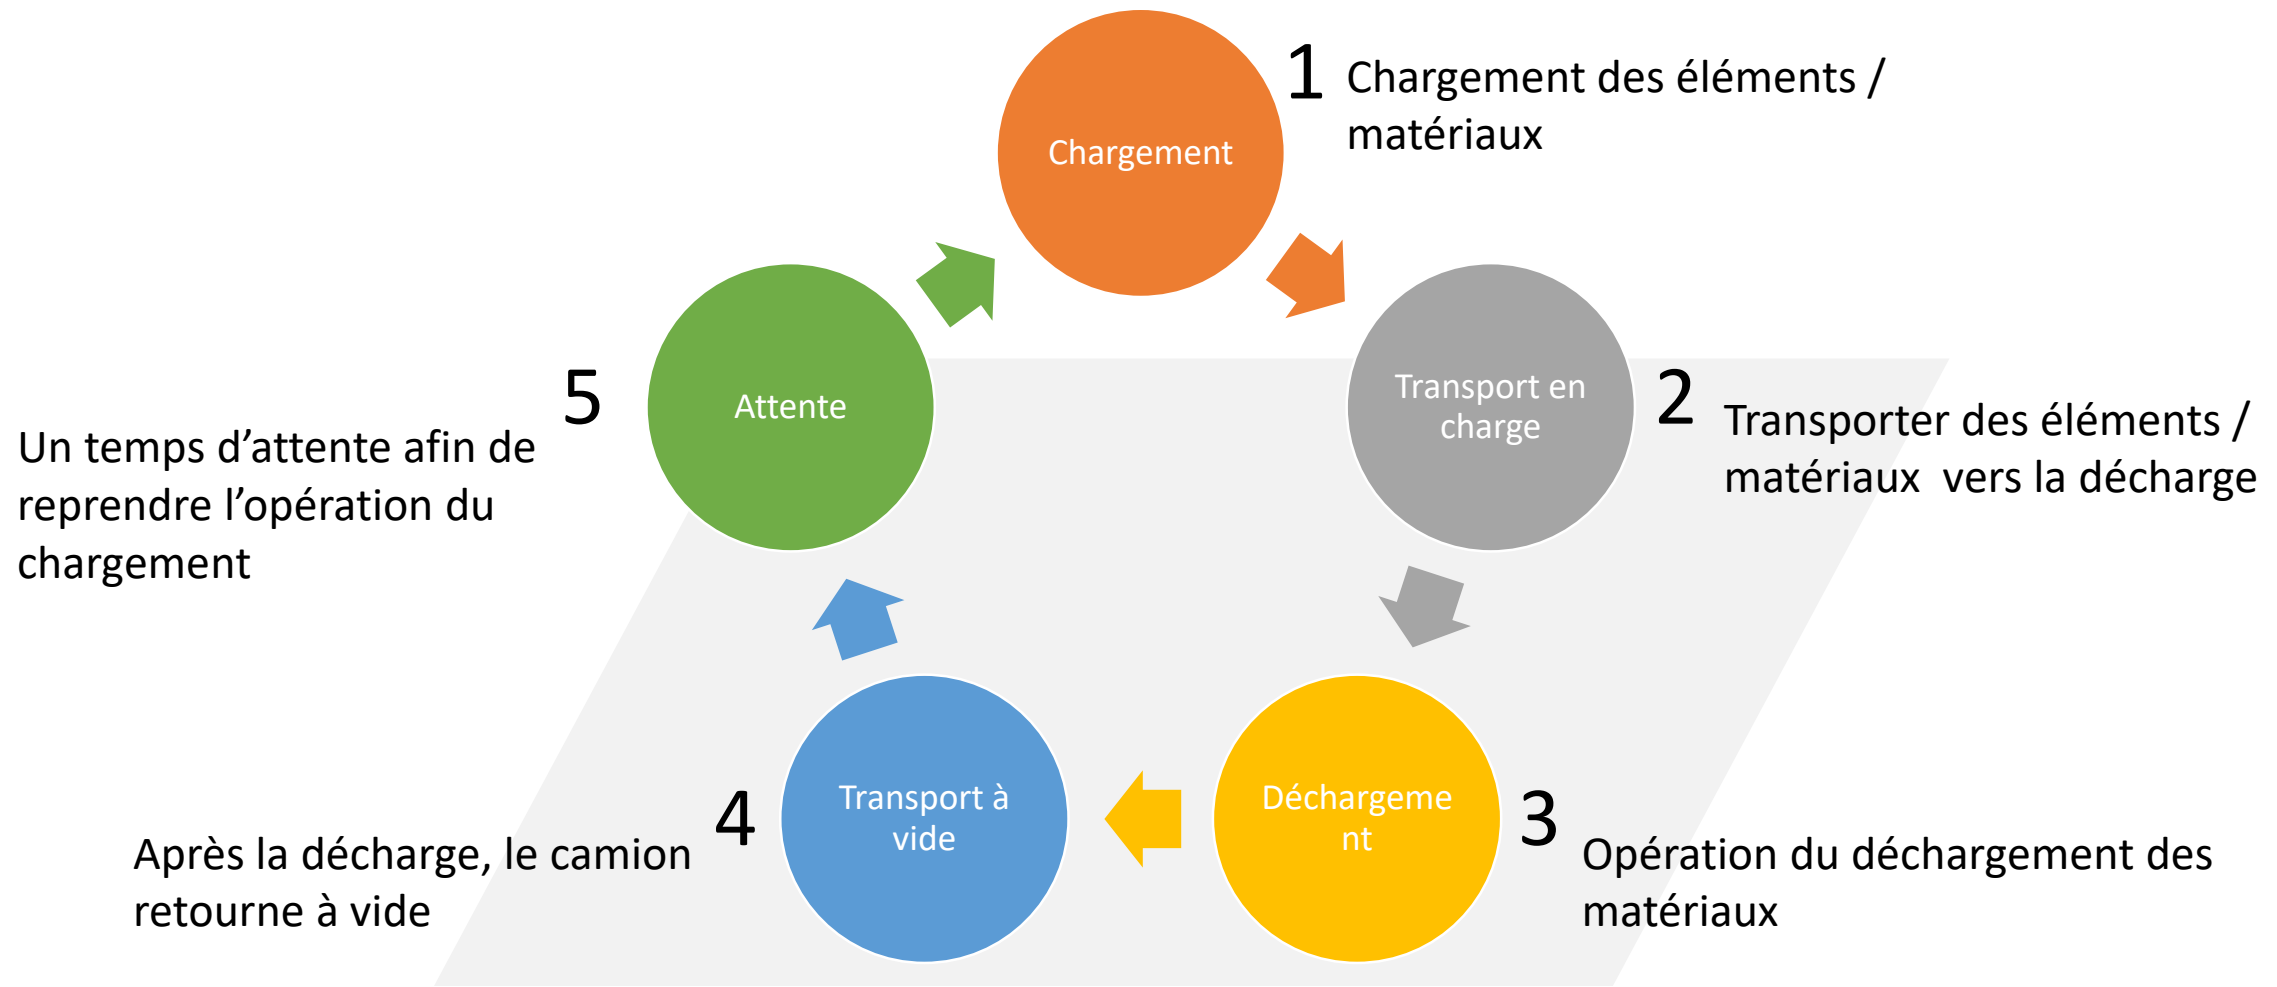 1
Chargement des éléments /
matériaux
Chargement
2
Transporter des éléments /
matériaux  vers la décharge
Transport en
charge
3
Opération du déchargement des
matériaux
Déchargeme
nt
4
Après la décharge, le camion
retourne à vide
Transport à
vide
5
Un temps d’attente afin de
reprendre l’opération du
chargement
Attente